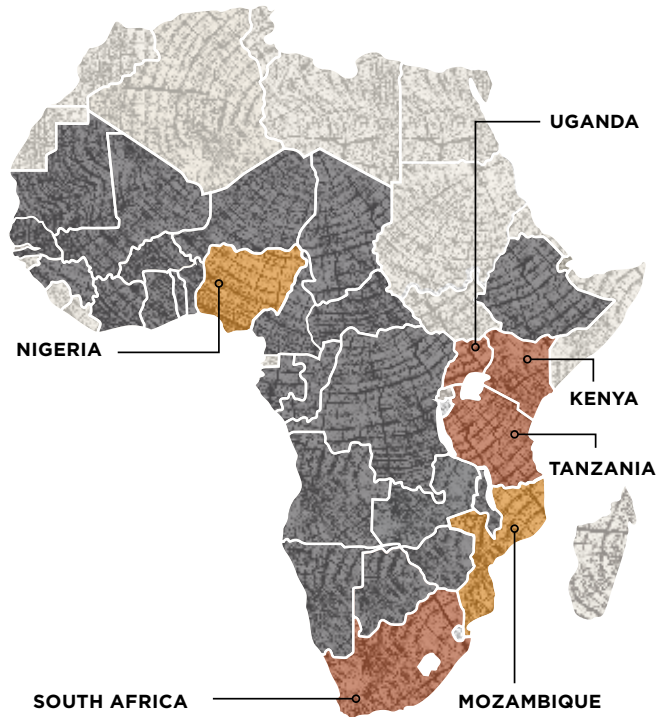 UGANDA
NIGERIA
KENYA
TANZANIA
SOUTH AFRICA
MOZAMBIQUE